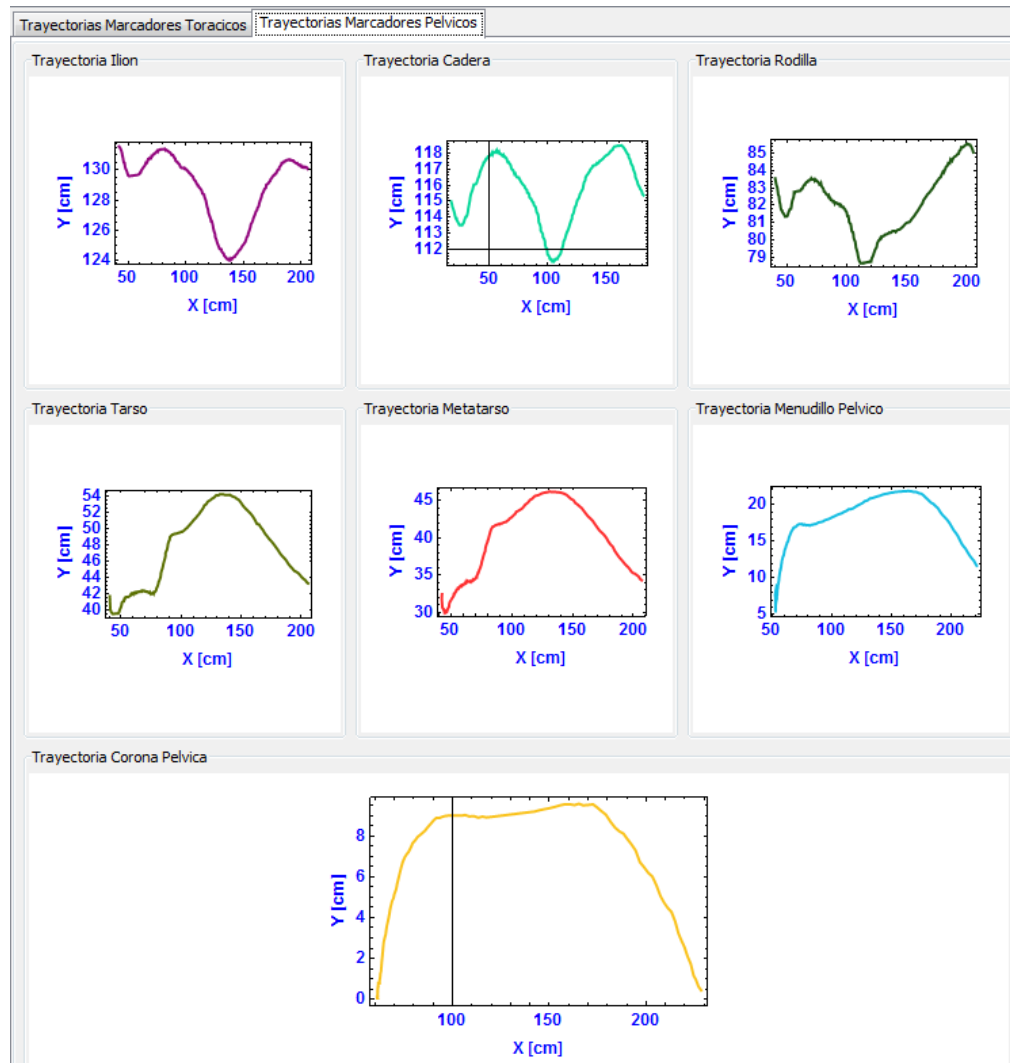 Trayectorias Marcadores Toracicos Trayectorias Marcadores Pelvicos
Trayectoria Ilion
130
128
126
124
Y [cm]
50 100 150 200
X [cm]
Trayectoria Cadera
118
117
116
115
114
113
112
Y [cm]
50 100 150
X [cm]
Trayectoria Rodilla
85
83
82
81
80
79
Y [cm]
50 100 150 200
X [cm]
Trayectoria Tarso
54
52
50
48
46
44
42
40
Y [cm]
50 100 150 200
X [cm]
Trayectoria Metatarso
45
40
35
30
Y [cm]
50 100 150 200
X [cm]
Trayectoria Menudillo Pelvico
20
15
10
5
Y [cm]
50 100 150 200
X [cm]
Trayectoria Corona Pelvica
8
6
4
2
0
Y [cm]
100 150 200
X [cm]